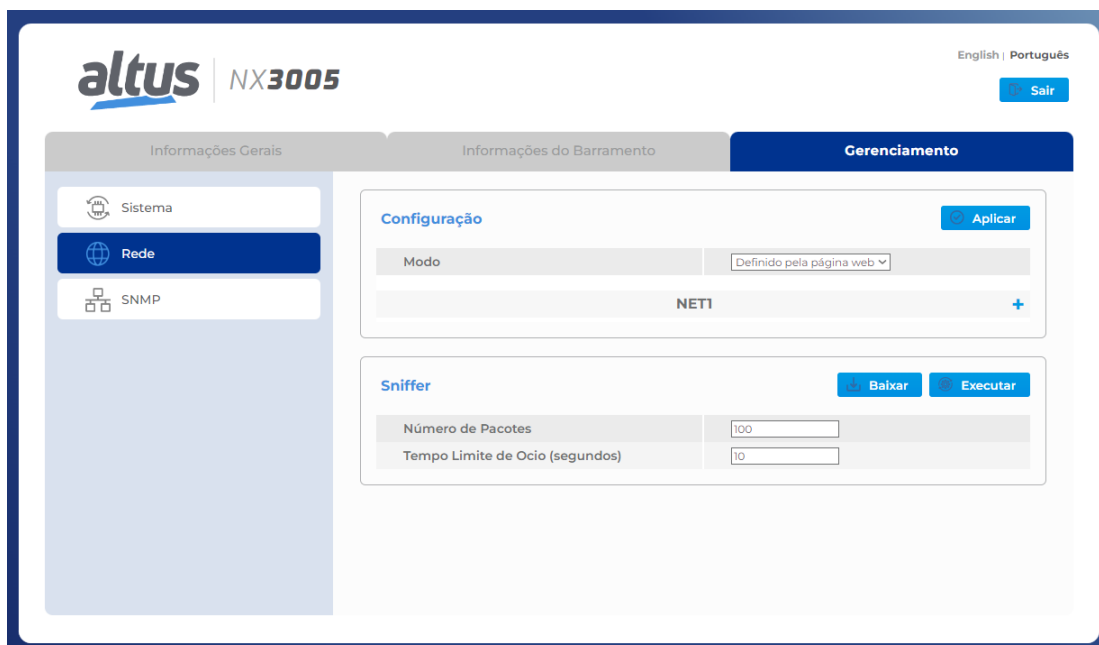 English | Português
altus NX3005
Sair
Informações Gerais Informações do Barramento Gerenciamento
Sistema
Rede
SNMP
Configuração Aplicar
Modo Definido pela página web
NET1 +
Sniffer Baixar Executar
Número de Pacotes 100
Tempo Limite de Ocio (segundos) 10